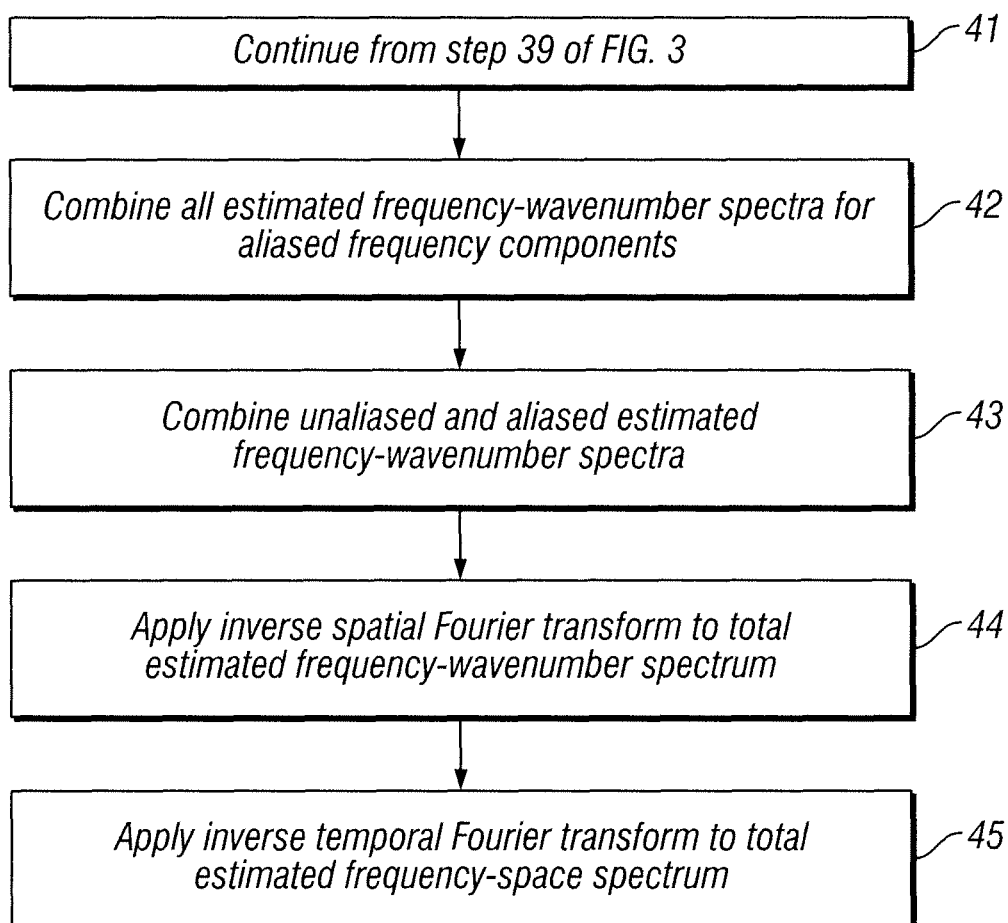 Continue from step 39 of FIG. 3
41
Combine all estimated frequency-wavenumber spectra for
aliased frequency components
42
Combine unaliased and aliased estimated
frequency-wavenumber spectra
43
Apply inverse spatial Fourier transform to total
estimated frequency-wavenumber spectrum
44
Apply inverse temporal Fourier transform to total
estimated frequency-space spectrum
45